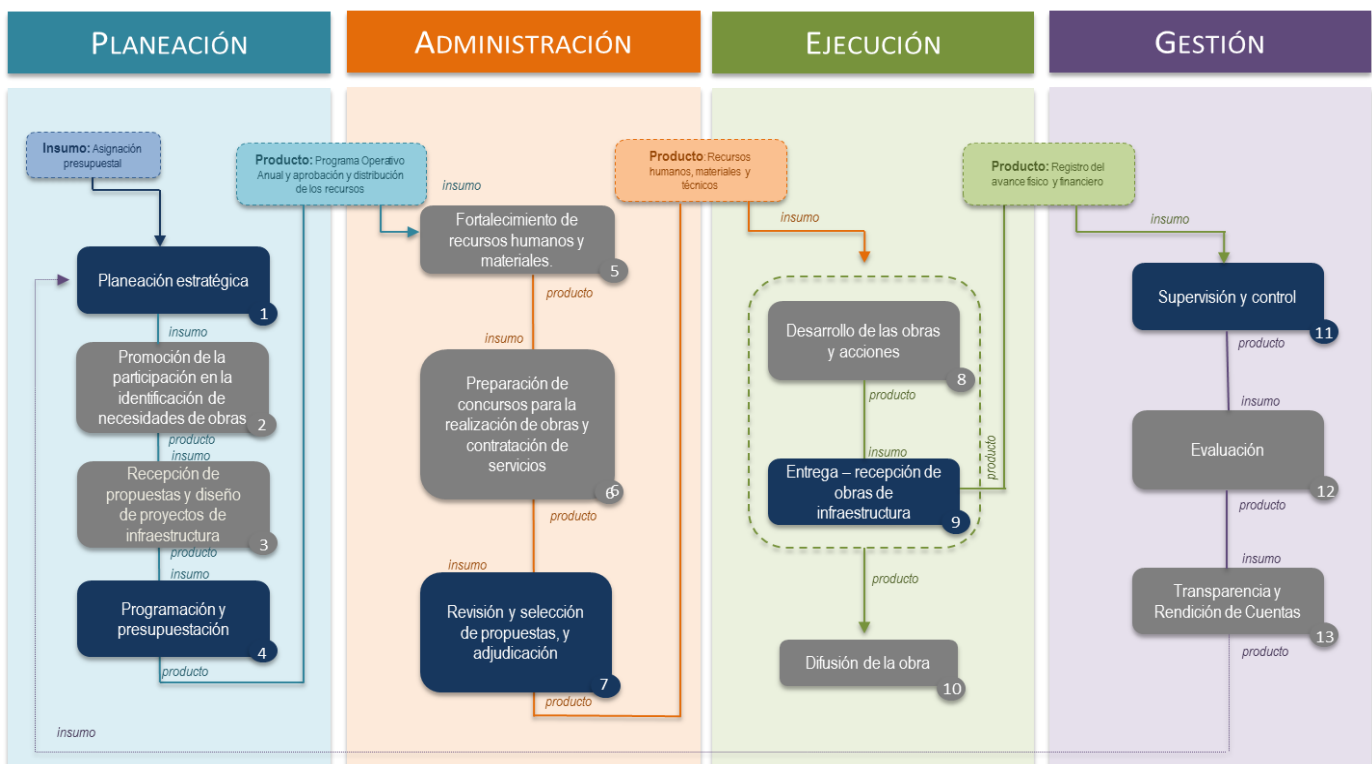 PLANEACIÓN
Insumo: Asignación
presupuestal
Planeación estratégica
1
insumo
Promoción de la
participación en la
identificación de
necesidades de obras
2
producto
insumo
Recepción de
propuestas y diseño
de proyectos de
infraestructura
3
producto
insumo
Programación y
presupuestación
4
producto
insumo
Producto: Programa Operativo
Anual y aprobación y distribución
de los recursos
ADMINISTRACIÓN
insumo
Fortalecimiento de
recursos humanos y
materiales.
5
producto
insumo
Preparación de
concursos para la
realización de obras y
contratación de
servicios
6
6
producto
insumo
Revisión y selección
de propuestas, y
adjudicación
7
producto
Producto: Recursos
humanos, materiales y
técnicos
EJECUCIÓN
insumo
Desarrollo de las obras
y acciones
8
producto
insumo
Entrega – recepción de
obras de
infraestructura
9
producto
producto
Difusión de la obra
10
Producto: Registro del
avance físico y financiero
GESTIÓN
insumo
Supervisión y control
11
producto
insumo
Evaluación
12
producto
insumo
Transparencia y
Rendición de Cuentas
13
producto